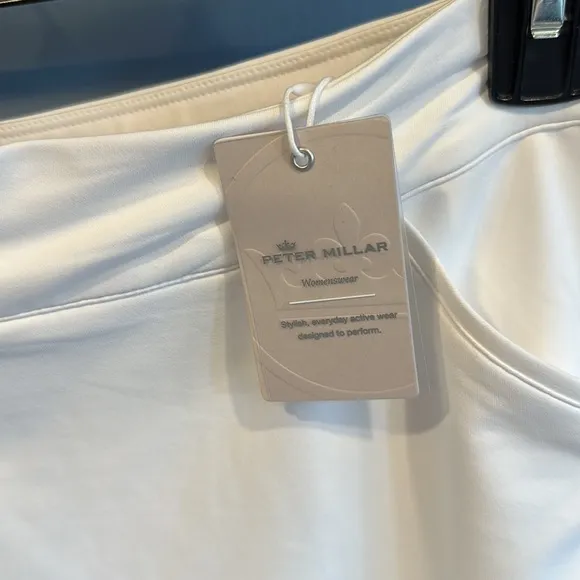 PETER MILLAR
Womenswear
Stylish, everyday active wear
designed to perform.